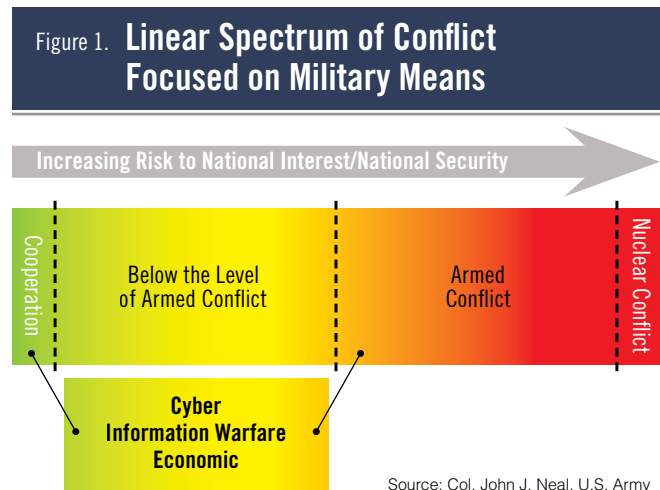 Figure 1. Linear Spectrum of Conflict
Focused on Military Means
Increasing Risk to National Interest/National Security
Cooperation
Below the Level
of Armed Conflict
Armed
Conflict
Nuclear Conflict
Cyber
Information Warfare
Economic
Source: Col. John J. Neal, U.S. Army